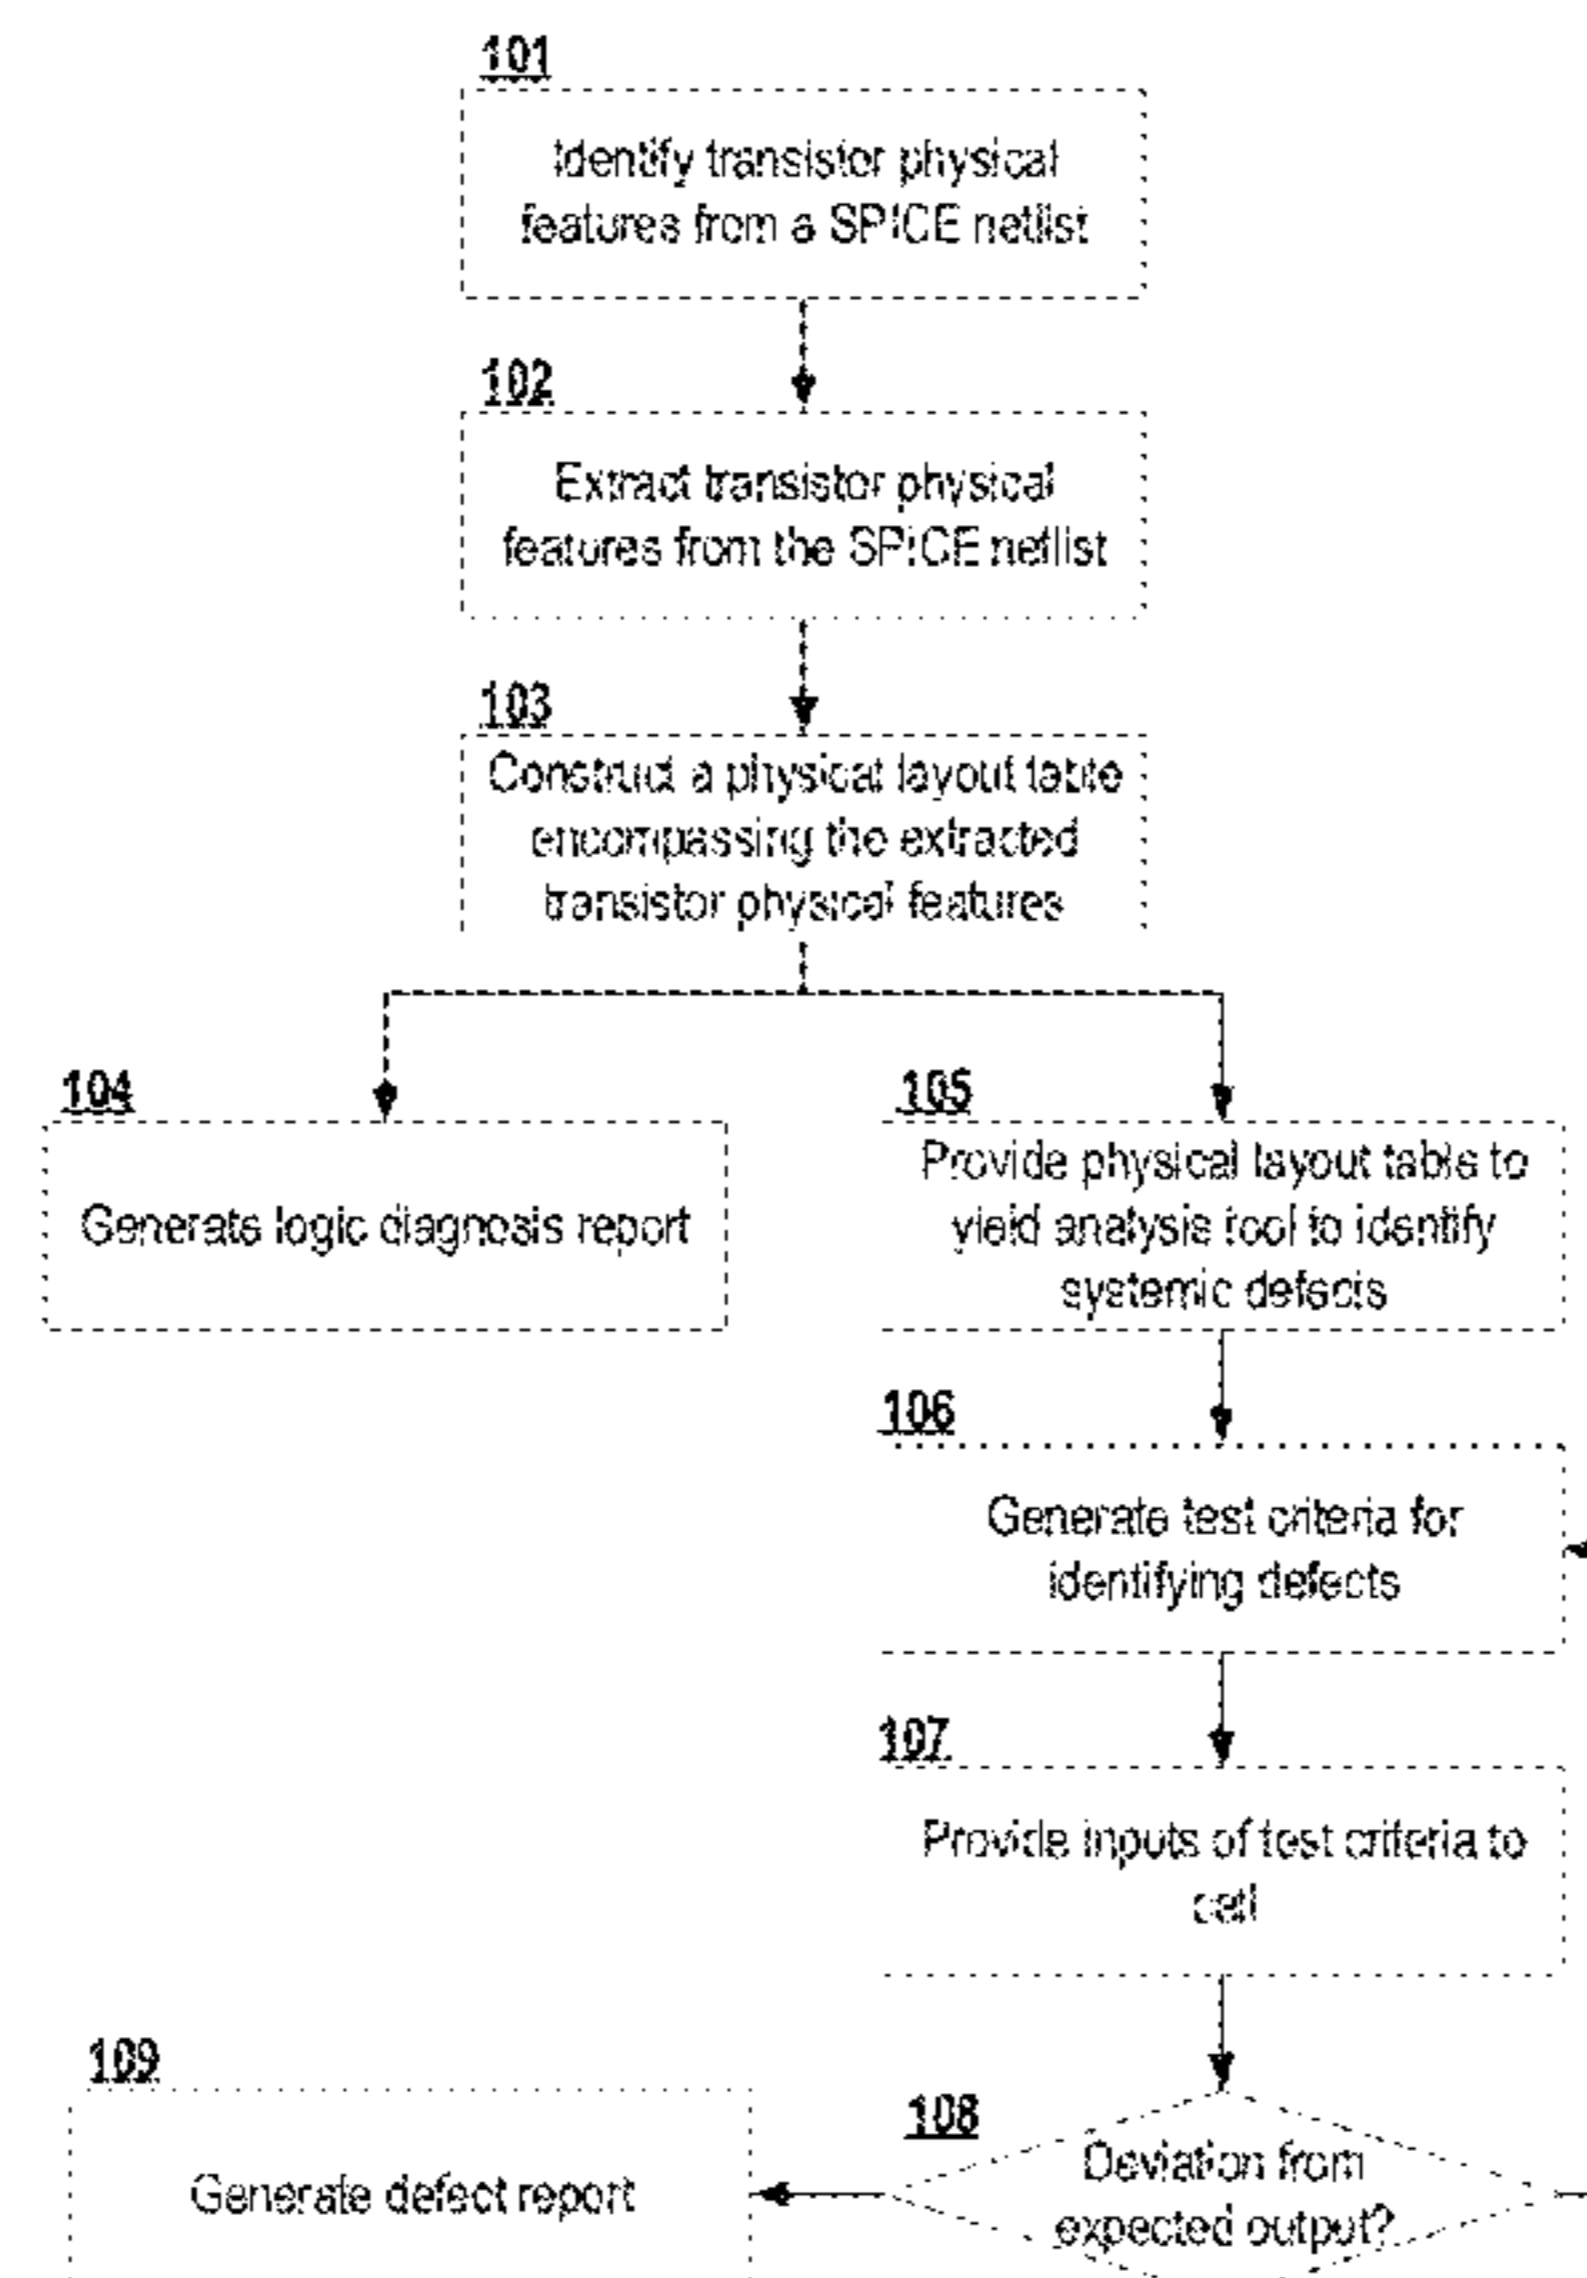 101
Identify transistor physical
features from a SPICE netlist
102
Extract transistor physical
features from the SPICE netlist
103
Construct a physical layout table
encompassing the extracted
transistor physical features
104
Generate logic diagnosis report
105
Provide physical layout table to
yield analysis tool to identify
systemic defects
106
Generate test criteria for
identifying defects
107
Provide inputs of test criteria to
cell
109
Generate defect report
108
Deviation from
expected output?